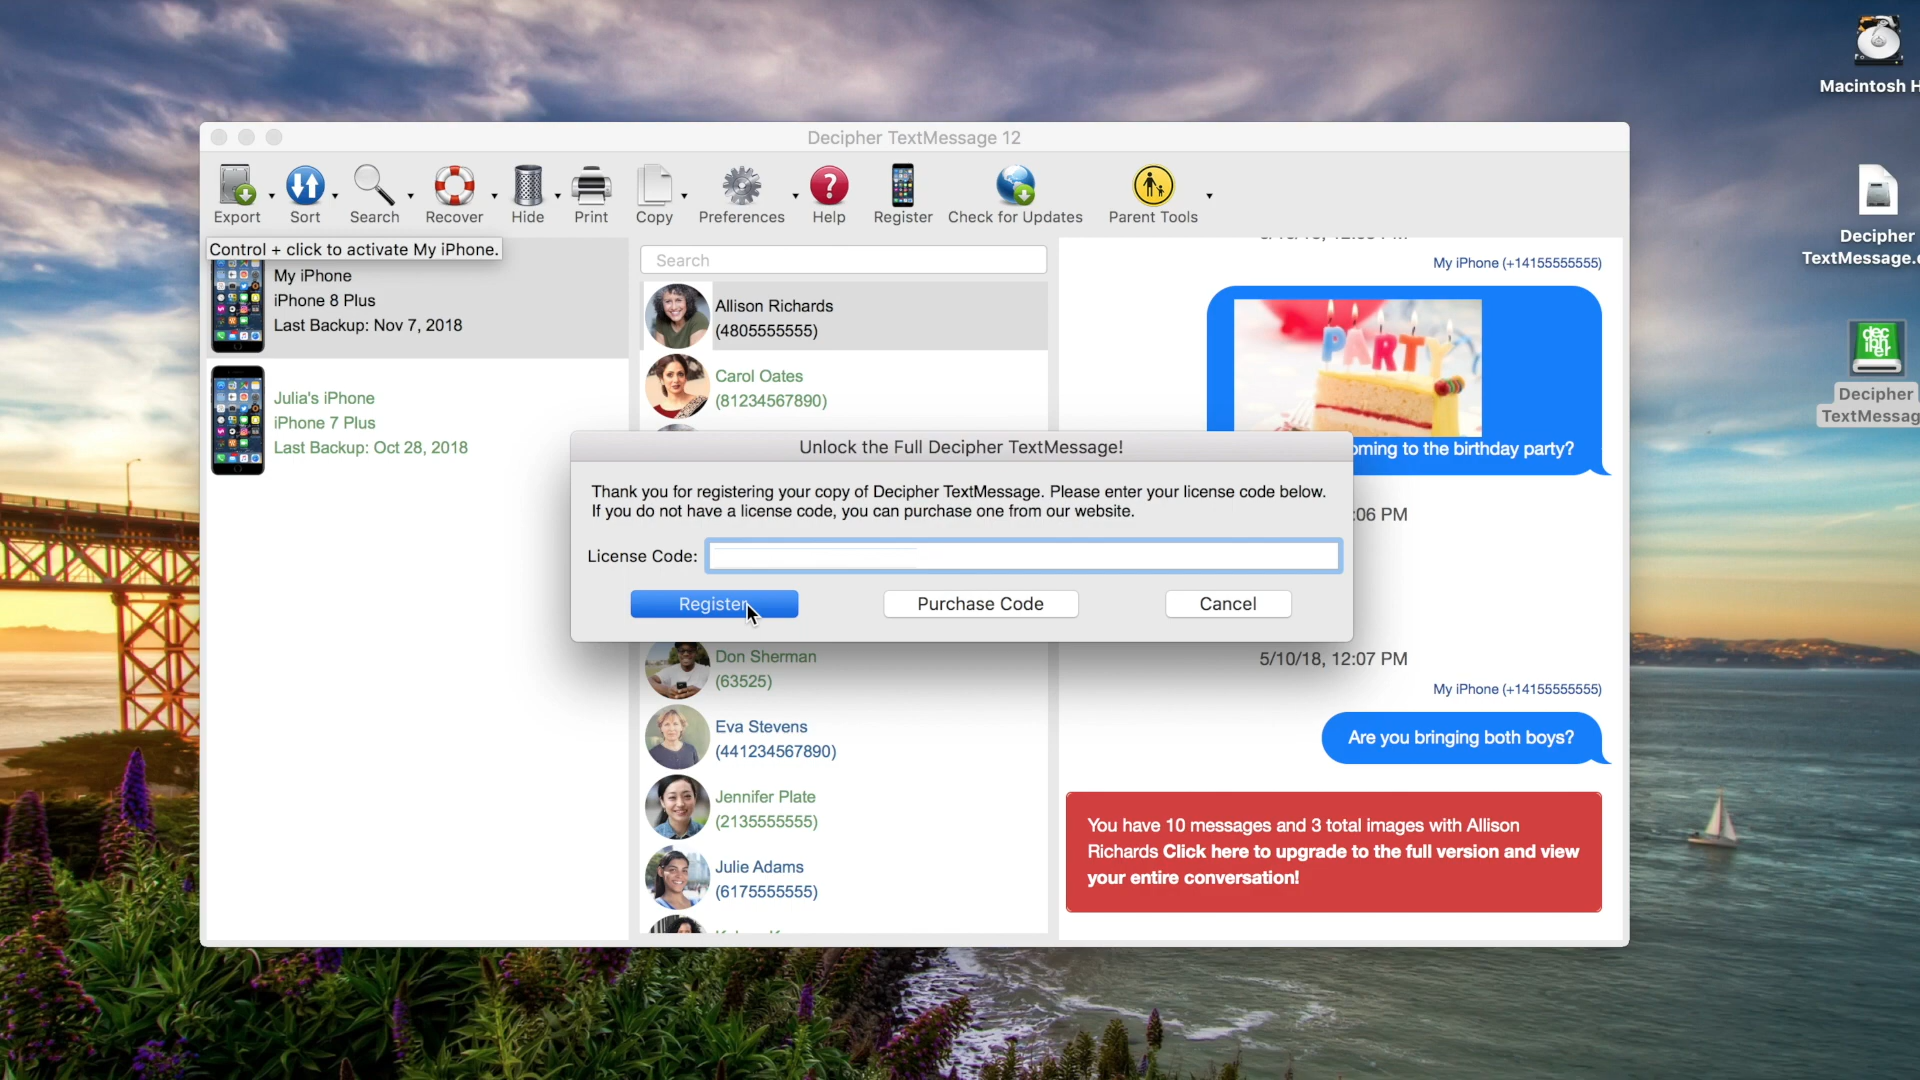 Macintosh H
Decipher
TextMessage.
Decipher
TextMessag
Decipher TextMessage 12
Export
Sort
Search
Recover
Hide
Print
Copy
Preferences
Help
Register
Check for Updates
Parent Tools
Control + click to activate My iPhone.
My iPhone
iPhone 8 Plus
Last Backup: Nov 7, 2018
Julia's iPhone
iPhone 7 Plus
Last Backup: Oct 28, 2018
Search
Allison Richards
(4805555555)
Carol Oates
(81234567890)
Don Sherman
(63525)
Eva Stevens
(441234567890)
Jennifer Plate
(2135555555)
Julie Adams
(6175555555)
My iPhone (+14155555555)
PARTY
oming to the birthday party?
:06 PM
5/10/18, 12:07 PM
My iPhone (+14155555555)
Are you bringing both boys?
You have 10 messages and 3 total images with Allison
Richards Click here to upgrade to the full version and view
your entire conversation!
Unlock the Full Decipher TextMessage!
Thank you for registering your copy of Decipher TextMessage. Please enter your license code below.
If you do not have a license code, you can purchase one from our website.
License Code:
Register
Purchase Code
Cancel
dec
iph
er